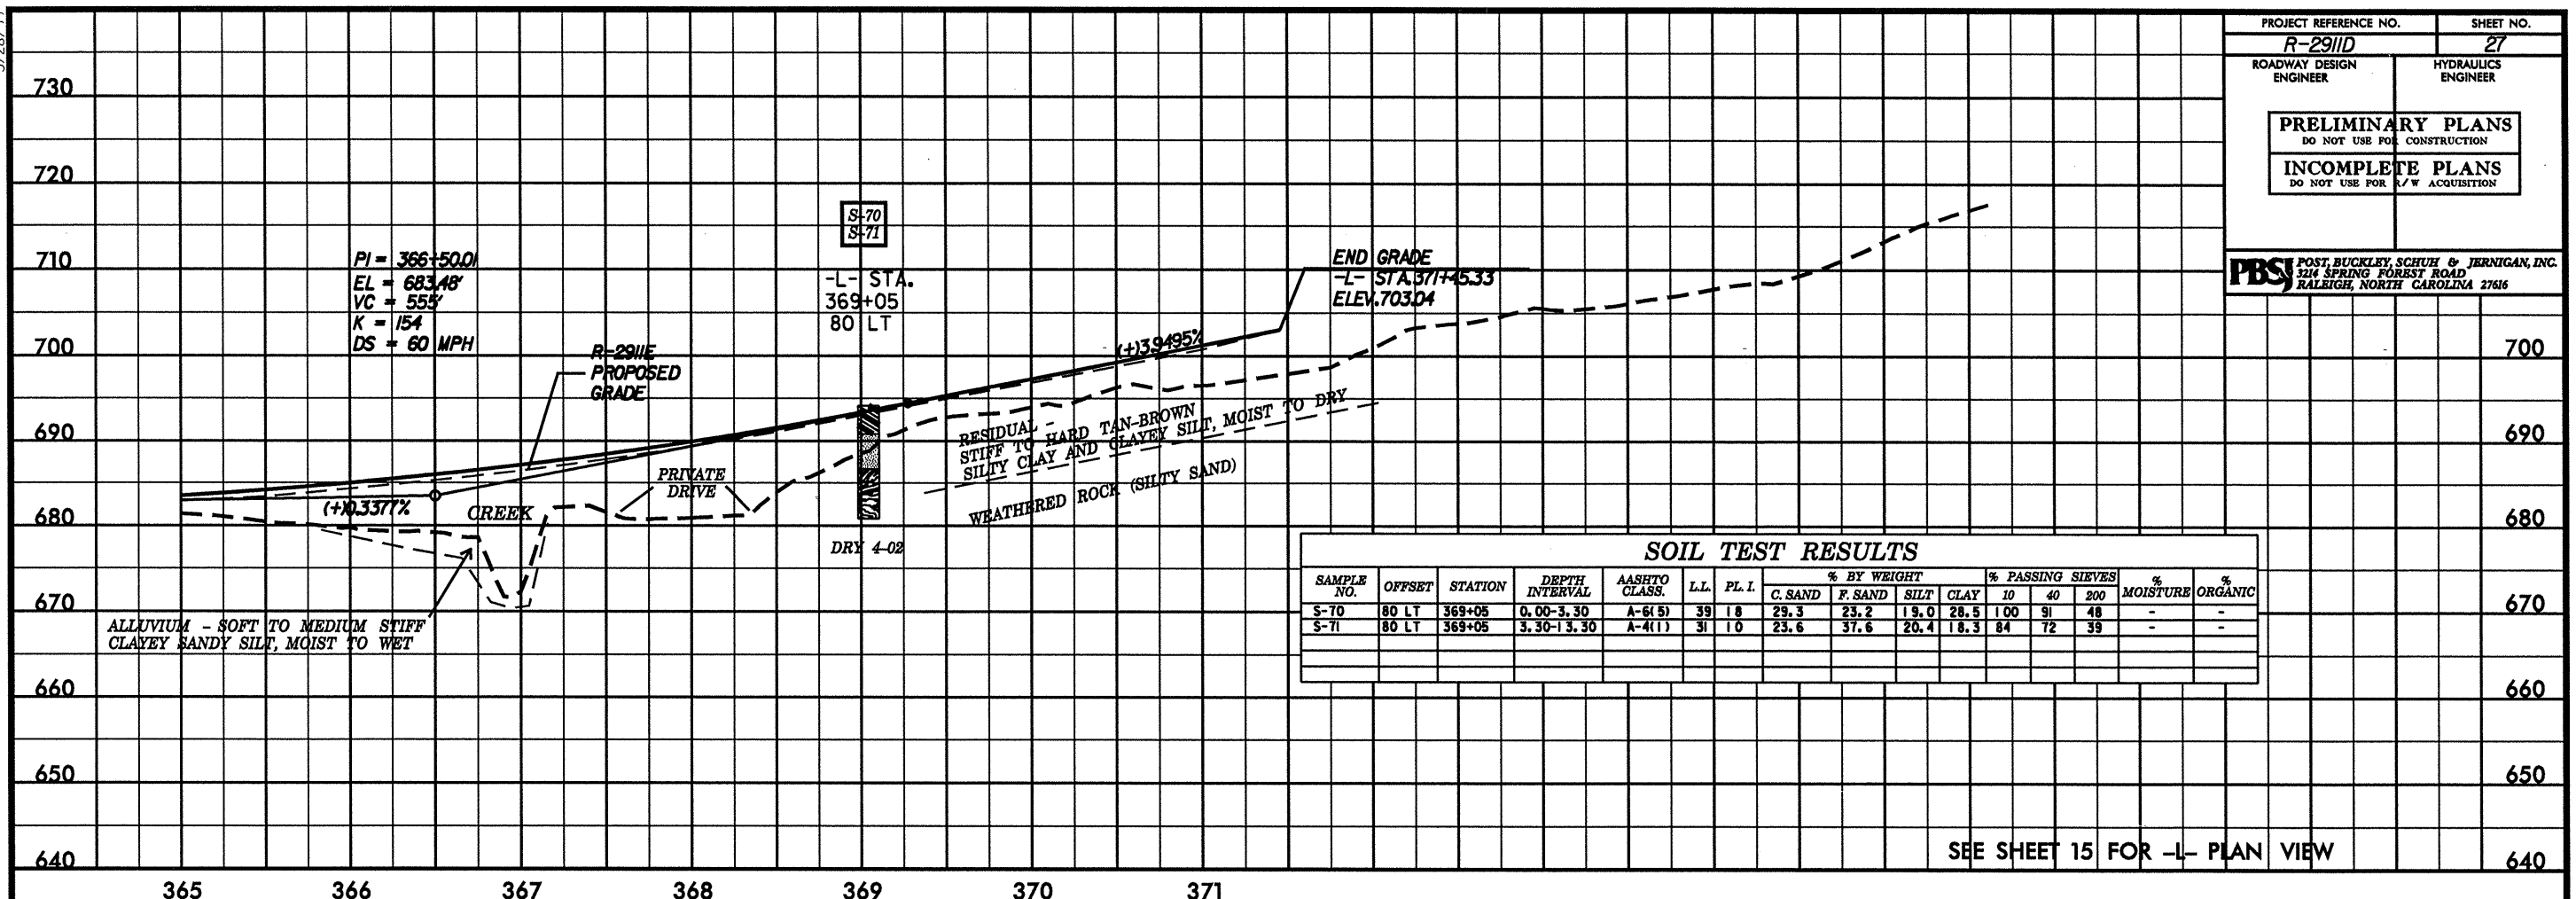 PROJECT REFERENCE NO. SHEET NO.
R-2911D 27
ROADWAY DESIGN ENGINEER HYDRAULICS ENGINEER
PRELIMINARY PLANS
DO NOT USE FOR CONSTRUCTION
INCOMPLETE PLANS
DO NOT USE FOR R/W ACQUISITION
PBSJ POST, BUCKLEY, SCHUH & JERNIGAN, INC.
3214 SPRING FOREST ROAD
RALEIGH, NORTH CAROLINA 27616
730
720
710
700
690
680
670
660
650
640
S-70
S-71
-L- STA.
369+05
80 LT
PI = 366+50.01
EL = 683.48'
VC = 555'
K = 154
DS = 60 MPH
R-2911E
PROPOSED
GRADE
END GRADE
-L- STA.371+45.33
ELEV.703.04
(+)3.9495%
(+)0.3377%
CREEK
PRIVATE
DRIVE
RESIDUAL -
STIFF TO HARD TAN-BROWN
SILTY CLAY AND CLAYEY SILT, MOIST TO DRY
WEATHERED ROCK (SILTY SAND)
DRY 4-02
ALLUVIUM - SOFT TO MEDIUM STIFF
CLAYEY SANDY SILT, MOIST TO WET
SOIL TEST RESULTS
SAMPLE NO. OFFSET STATION DEPTH INTERVAL AASHTO CLASS. L.L. PL. I. % BY WEIGHT % PASSING SIEVES % MOISTURE % ORGANIC
C. SAND F. SAND SILT CLAY 10 40 200
S-70 80 LT 369+05 0.00-3.30 A-6(5) 39 18 29.3 23.2 19.0 28.5 100 91 48 - -
S-71 80 LT 369+05 3.30-13.30 A-4(1) 31 10 23.6 37.6 20.4 18.3 84 72 39 - -
700
690
680
670
660
650
640
SEE SHEET 15 FOR -L- PLAN VIEW
365 366 367 368 369 370 371